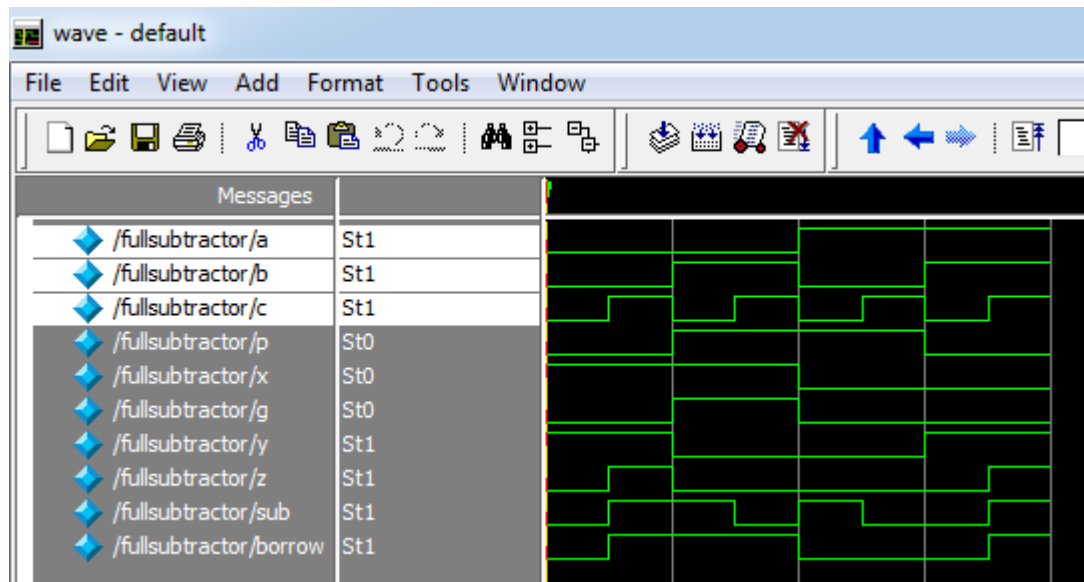 wave - default
File Edit View Add Format Tools Window
Messages
/fullsubtractor/a St1
/fullsubtractor/b St1
/fullsubtractor/c St1
/fullsubtractor/p St0
/fullsubtractor/x St0
/fullsubtractor/g St0
/fullsubtractor/y St1
/fullsubtractor/z St1
/fullsubtractor/sub St1
/fullsubtractor/borrow St1